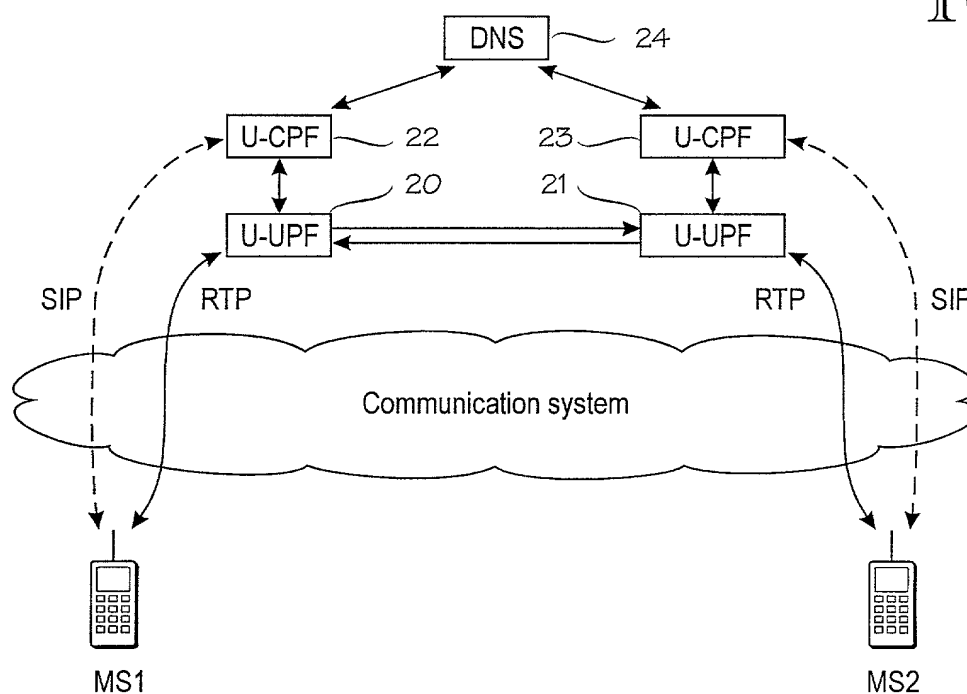 DNS 24
U-CPF 22 23 U-CPF
20 21
U-UPF U-UPF
SIP RTP RTP SIP
Communication system
MS1 MS2